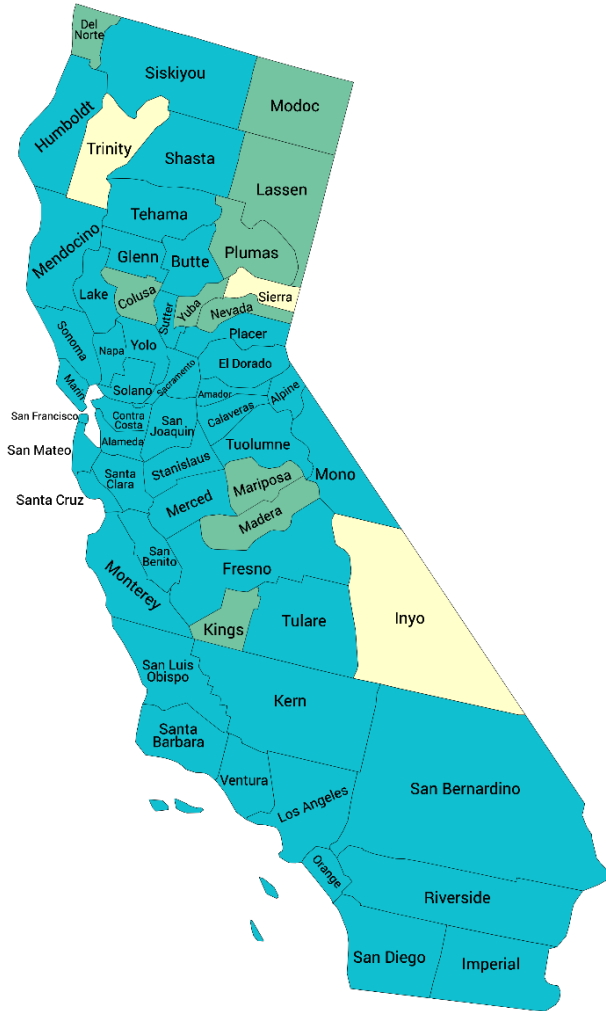 Del
Norte
Siskiyou
Modoc
Humboldt
Trinity
Shasta
Lassen
Tehama
Plumas
Mendocino
Glenn
Butte
Sierra
Lake
Colusa
Sutter
Yuba
Nevada
Placer
Sonoma
Napa
Yolo
El Dorado
Sacramento
Marin
Solano
Amador
Alpine
San Francisco
Contra
Costa
San
Joaquin
Calaveras
Alameda
Tuolumne
San Mateo
Mono
Santa
Clara
Stanislaus
Mariposa
Santa Cruz
Merced
Madera
San
Benito
Fresno
Monterey
Inyo
Kings
Tulare
San Luis
Obispo
Kern
Santa
Barbara
Ventura
Los Angeles
San Bernardino
Orange
Riverside
San Diego
Imperial